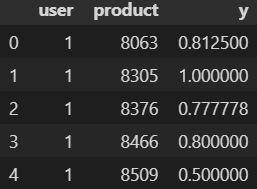 user product y
0 1 8063 0.812500
1 1 8305 1.000000
2 1 8376 0.777778
3 1 8466 0.800000
4 1 8509 0.500000